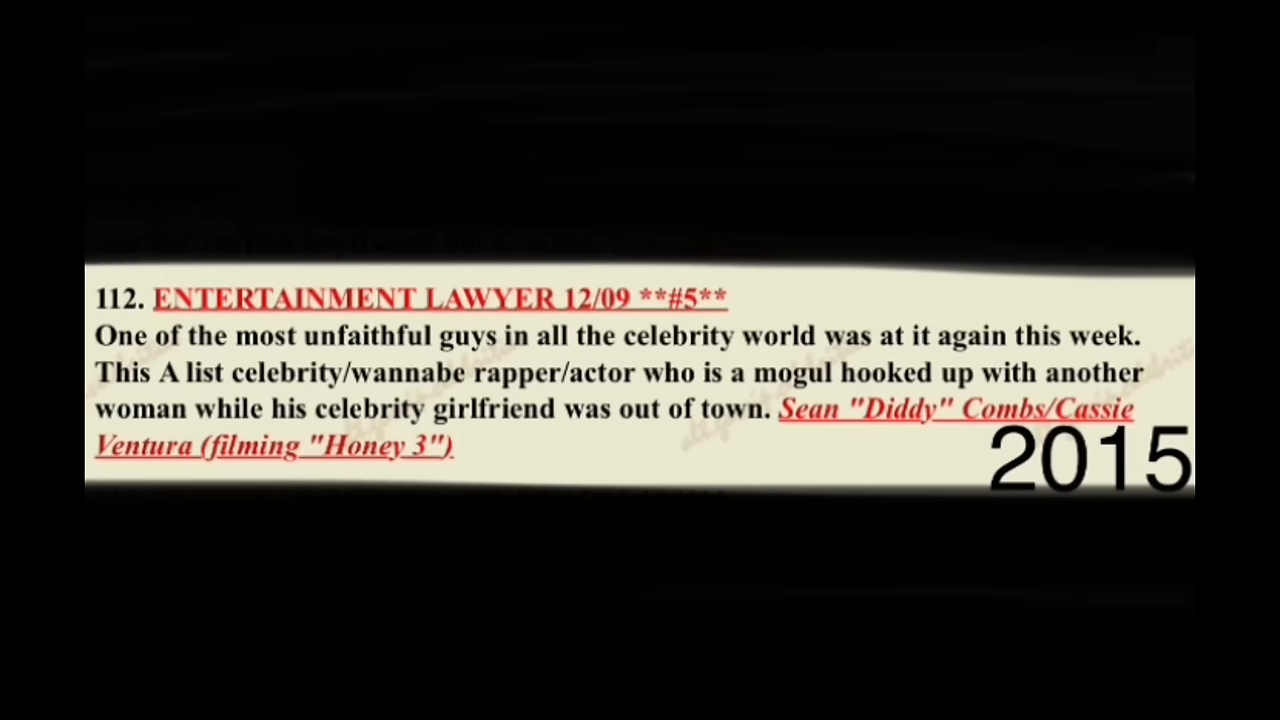 112. ENTERTAINMENT LAWYER 12/09 **#5**
One of the most unfaithful guys in all the celebrity world was at it again this week.
This A list celebrity/wannabe rapper/actor who is a mogul hooked up with another
woman while his celebrity girlfriend was out of town. Sean "Diddy" Combs/Cassie
Ventura (filming "Honey 3")
2015